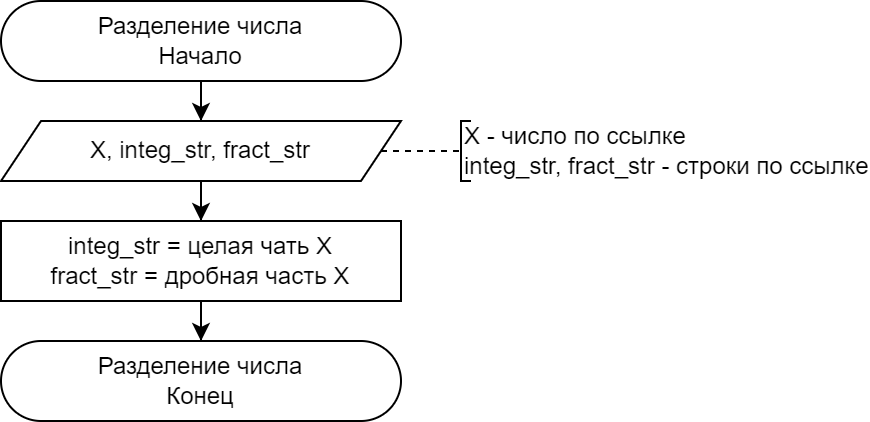 Разделение числа
Начало
X, integ_str, fract_str
X - число по ссылке
integ_str, fract_str - строки по ссылке
integ_str = целая чать X
fract_str = дробная часть X
Разделение числа
Конец